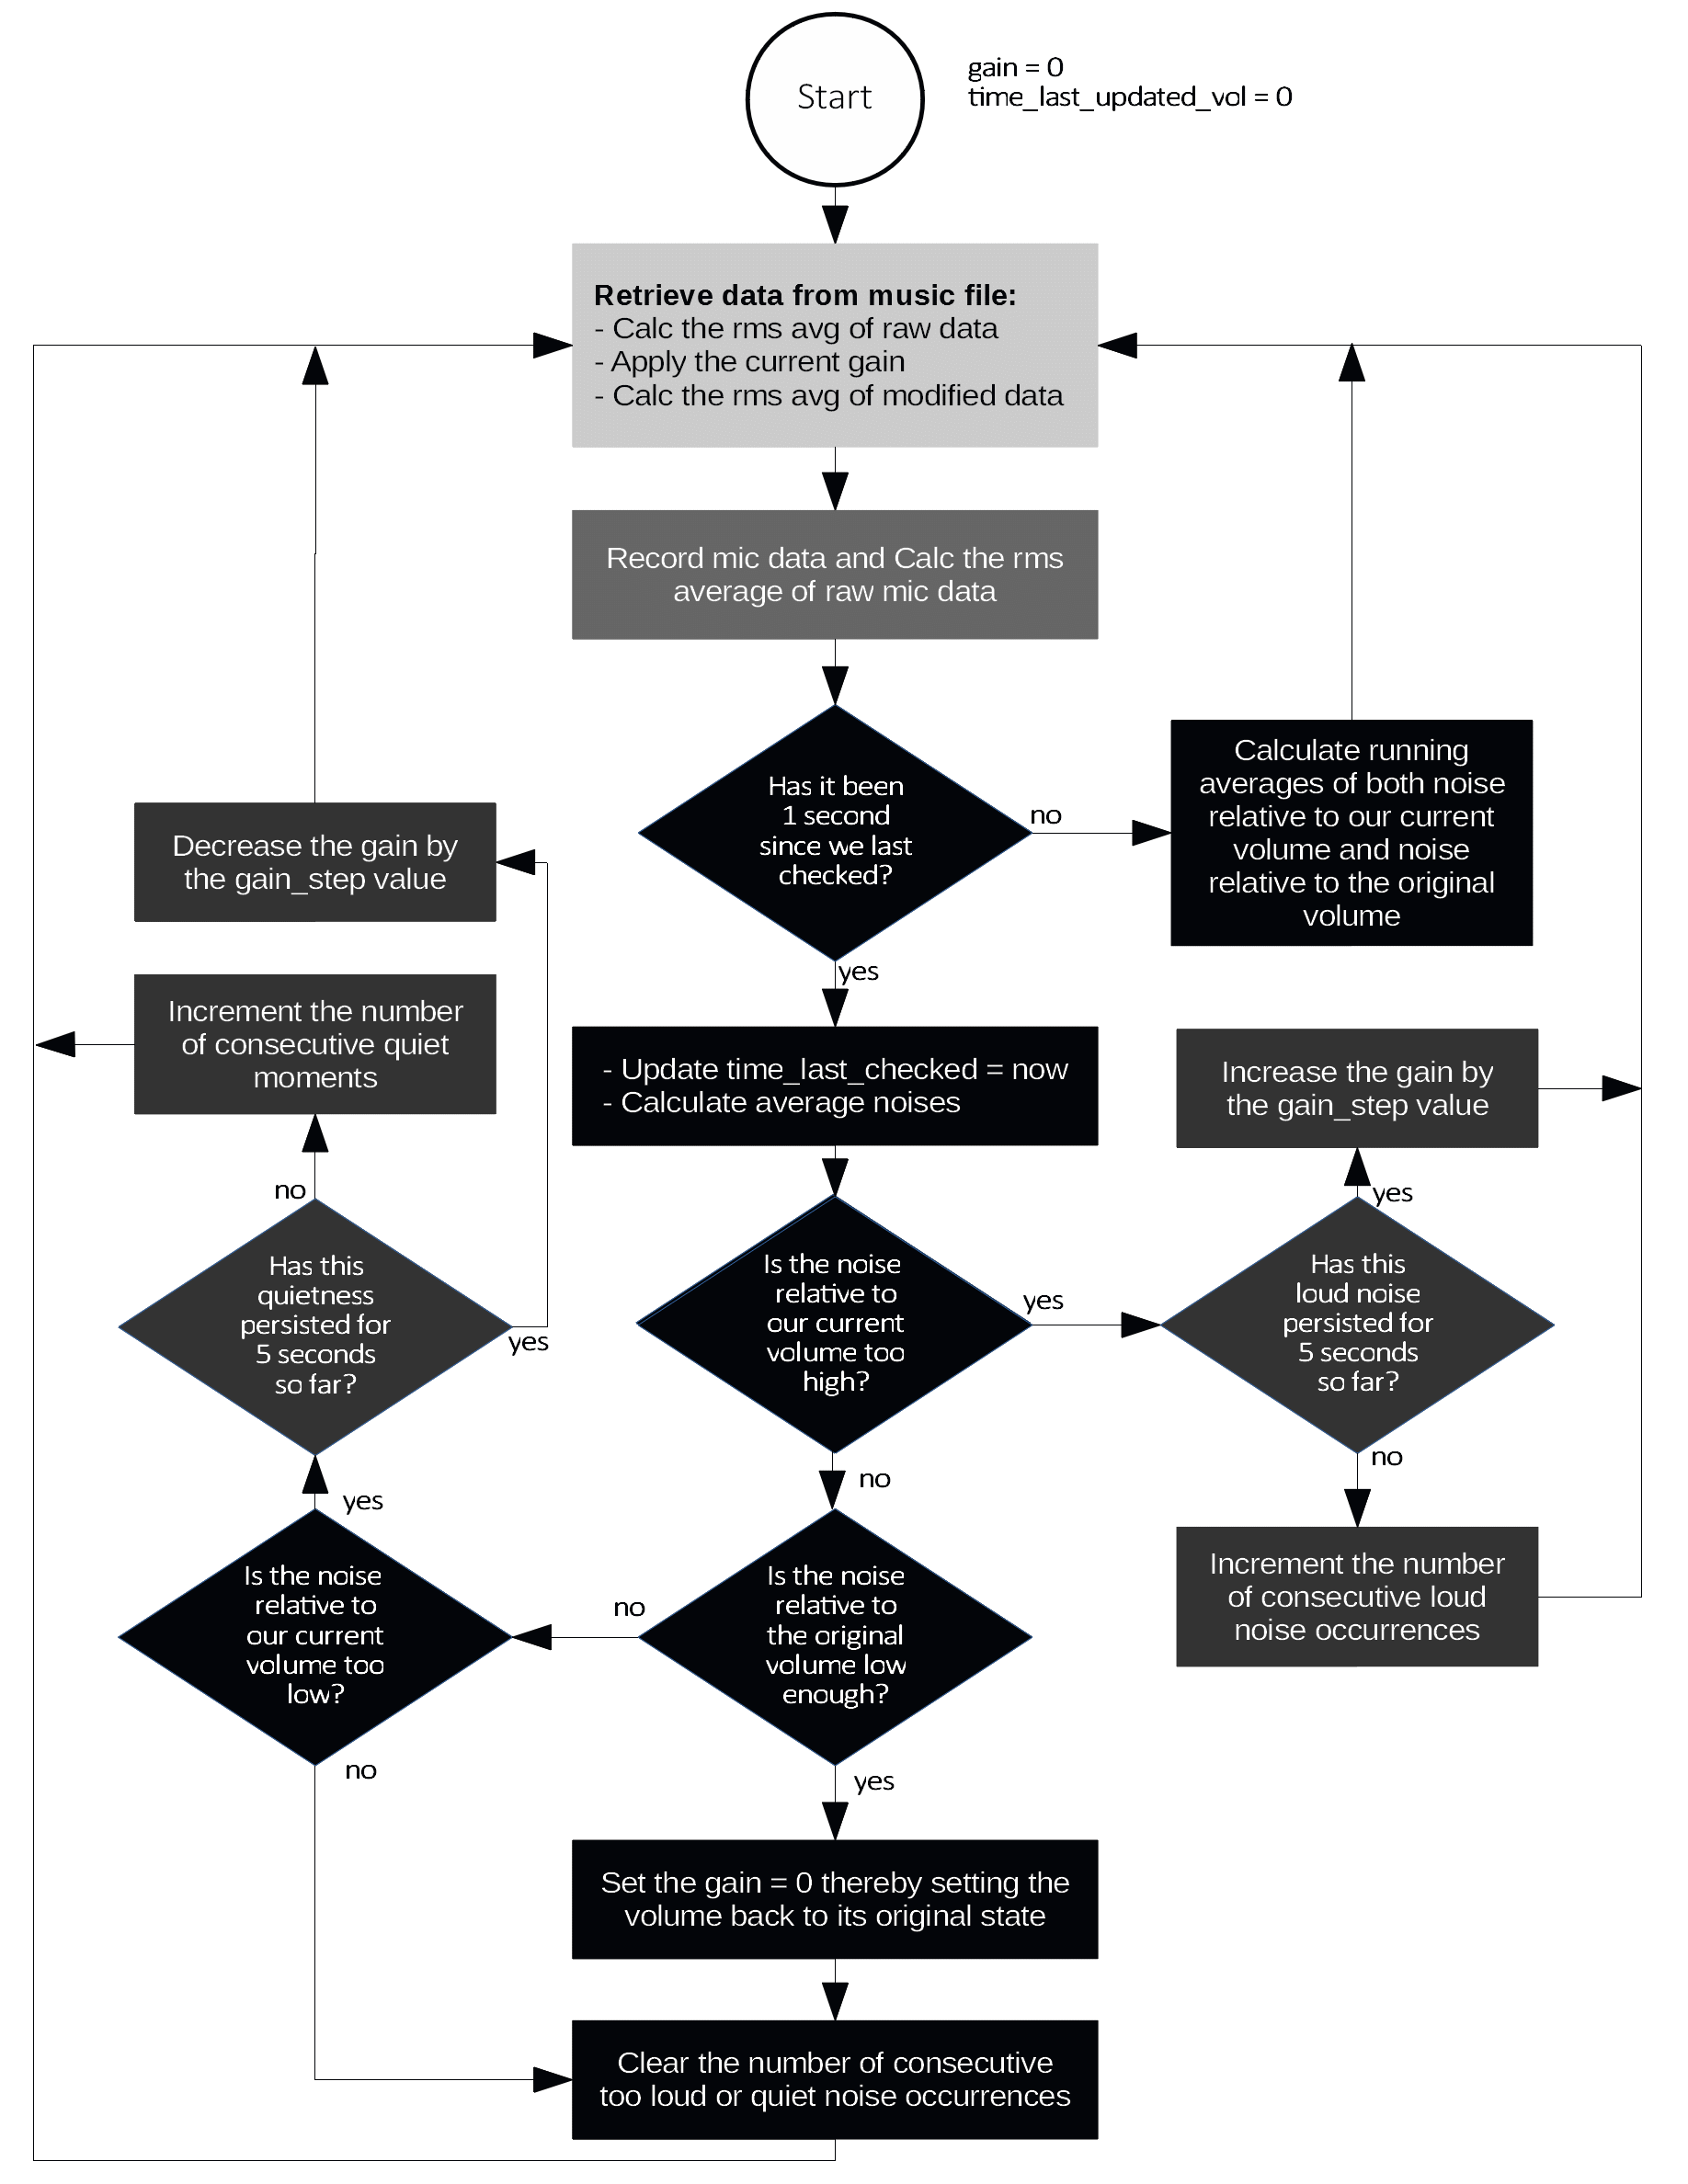 Start
gain = 0
time_last_updated_vol = 0
Retrieve data from music file:
- Calc the rms avg of raw data
- Apply the current gain
- Calc the rms avg of modified data
Record mic data and Calc the rms
average of raw mic data
Has it been
1 second
since we last
checked?
no
Calculate running
averages of both noise
relative to our current
volume and noise
relative to the original
volume
Decrease the gain by
the gain_step value
yes
Increment the number
of consecutive quiet
moments
- Update time_last_checked = now
- Calculate average noises
Increase the gain by
the gain_step value
no
yes
Has this
quietness
persisted for
5 seconds
so far?
yes
Is the noise
relative to
our current
volume too
high?
yes
Has this
loud noise
persisted for
5 seconds
so far?
no
no
yes
Is the noise
relative to
our current
volume too
low?
no
Is the noise
relative to
the original
volume low
enough?
Increment the number
of consecutive loud
noise occurrences
no
yes
Set the gain = 0 thereby setting the
volume back to its original state
Clear the number of consecutive
too loud or quiet noise occurrences